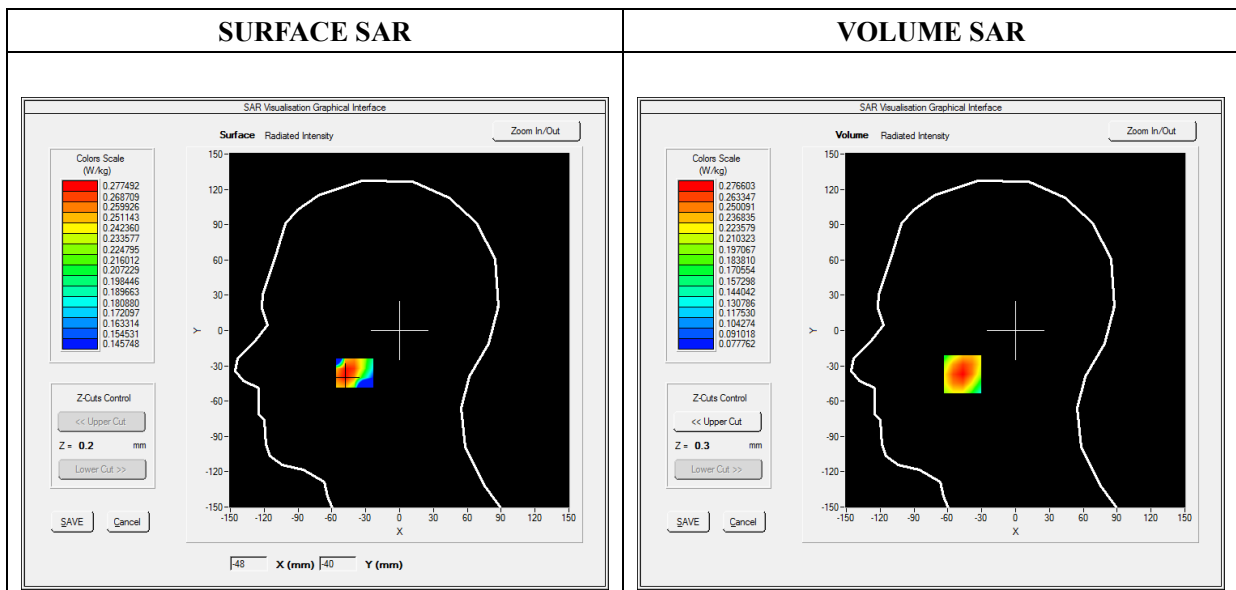 SURFACE SAR
VOLUME SAR
SAR Visualisation Graphical Interface
Surface Radiated Intensity
Zoom In/Out
Colors Scale
(W/kg)
0.277492
0.268709
0.259926
0.251143
0.242360
0.233577
0.224795
0.216012
0.207229
0.198446
0.189663
0.180880
0.172097
0.163314
0.154531
0.145748
Z-Cuts Control
<< Upper Cut
Z = 0.2 mm
Lower Cut >>
SAVE Cancel
150
120
90
60
30
0
-30
-60
-90
-120
-150
Y
-150 -120 -90 -60 -30 0 30 60 90 120 150
X
-48 X (mm) -40 Y (mm)
SAR Visualisation Graphical Interface
Volume Radiated Intensity
Zoom In/Out
Colors Scale
(W/kg)
0.276603
0.263347
0.250091
0.236835
0.223579
0.210323
0.197067
0.183810
0.170554
0.157298
0.144042
0.130786
0.117530
0.104274
0.091018
0.077762
Z-Cuts Control
<< Upper Cut
Z = 0.3 mm
Lower Cut >>
SAVE Cancel
150
120
90
60
30
0
-30
-60
-90
-120
-150
Y
-150 -120 -90 -60 -30 0 30 60 90 120 150
X